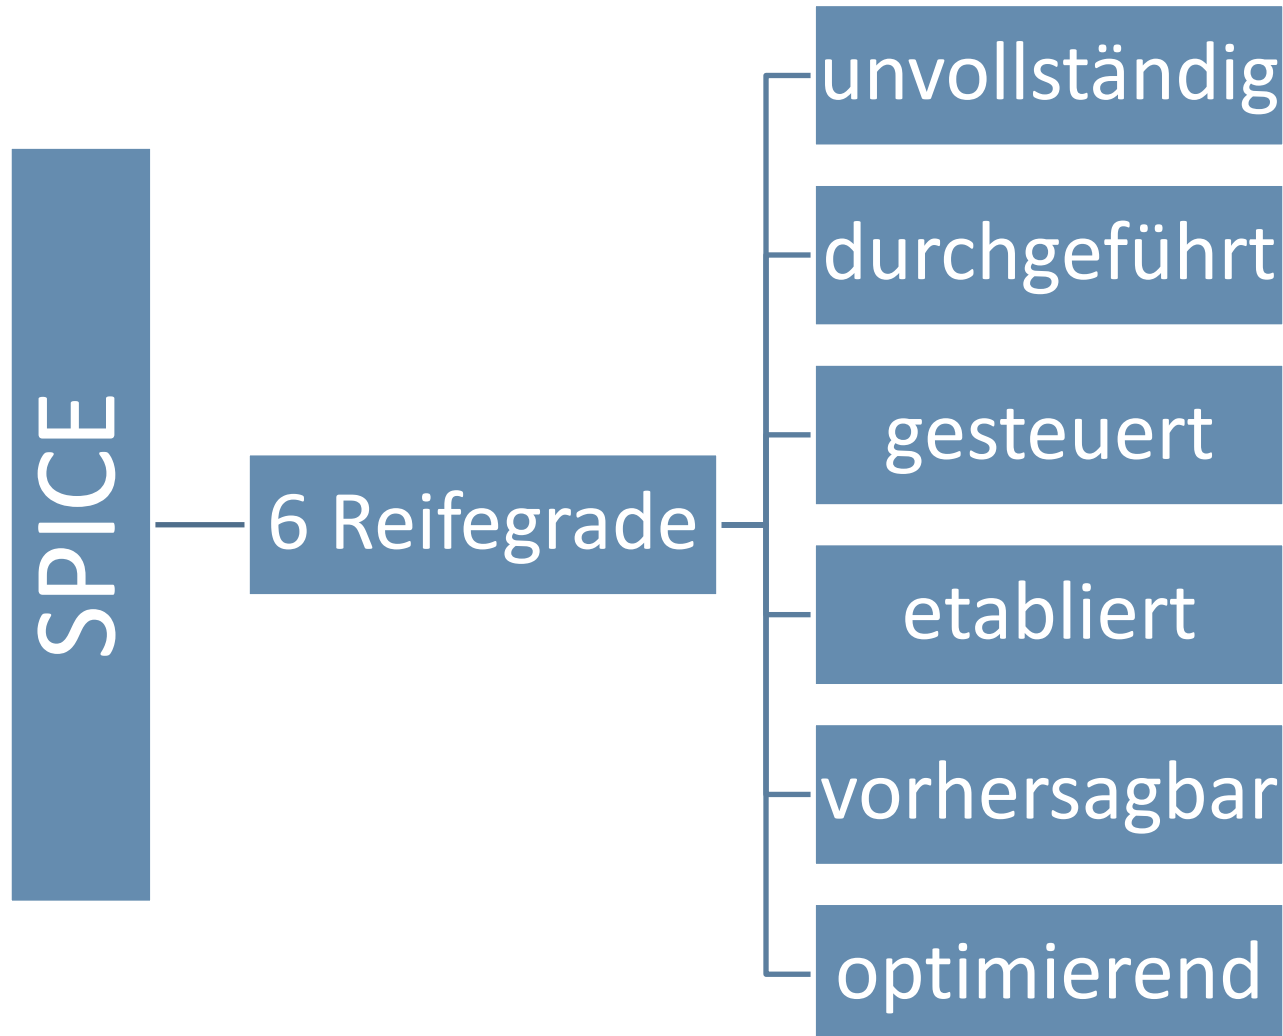 SPICE
6 Reifegrade
unvollständig
durchgeführt
gesteuert
etabliert
vorhersagbar
optimierend